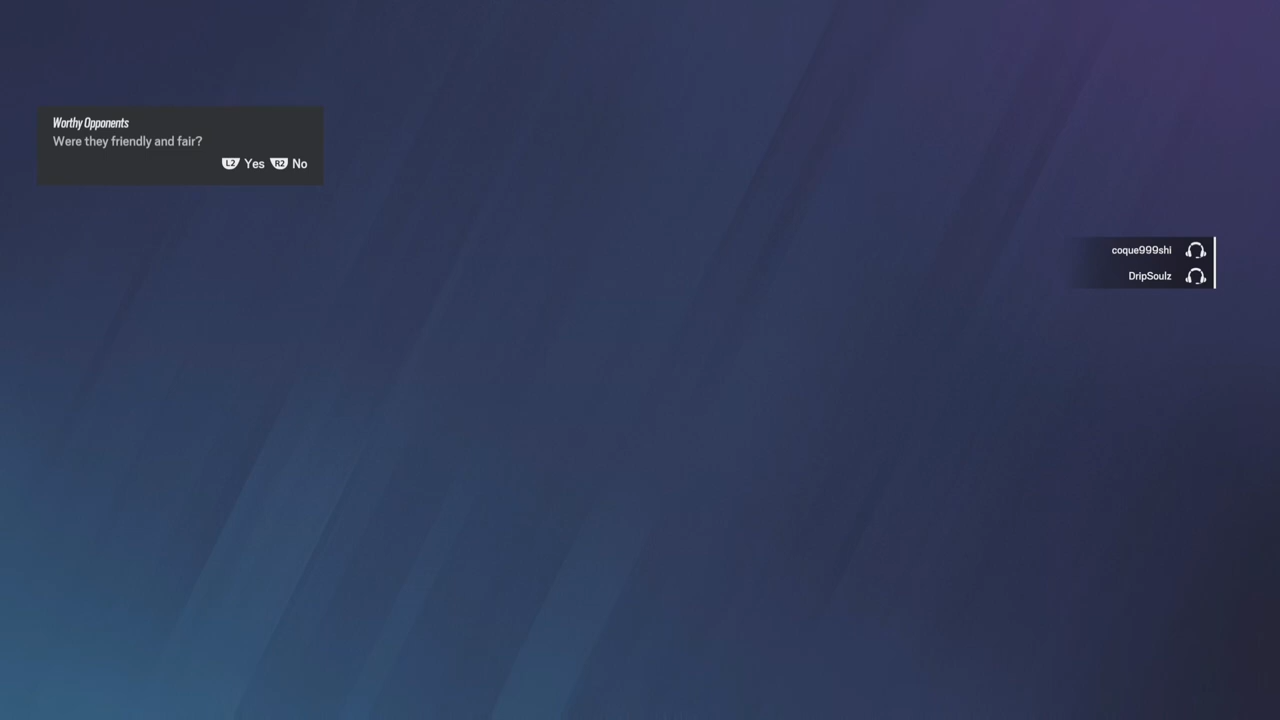 Worthy Opponents
Were they friendly and fair?
L2 Yes R2 No
coque999shi
DripSoulz